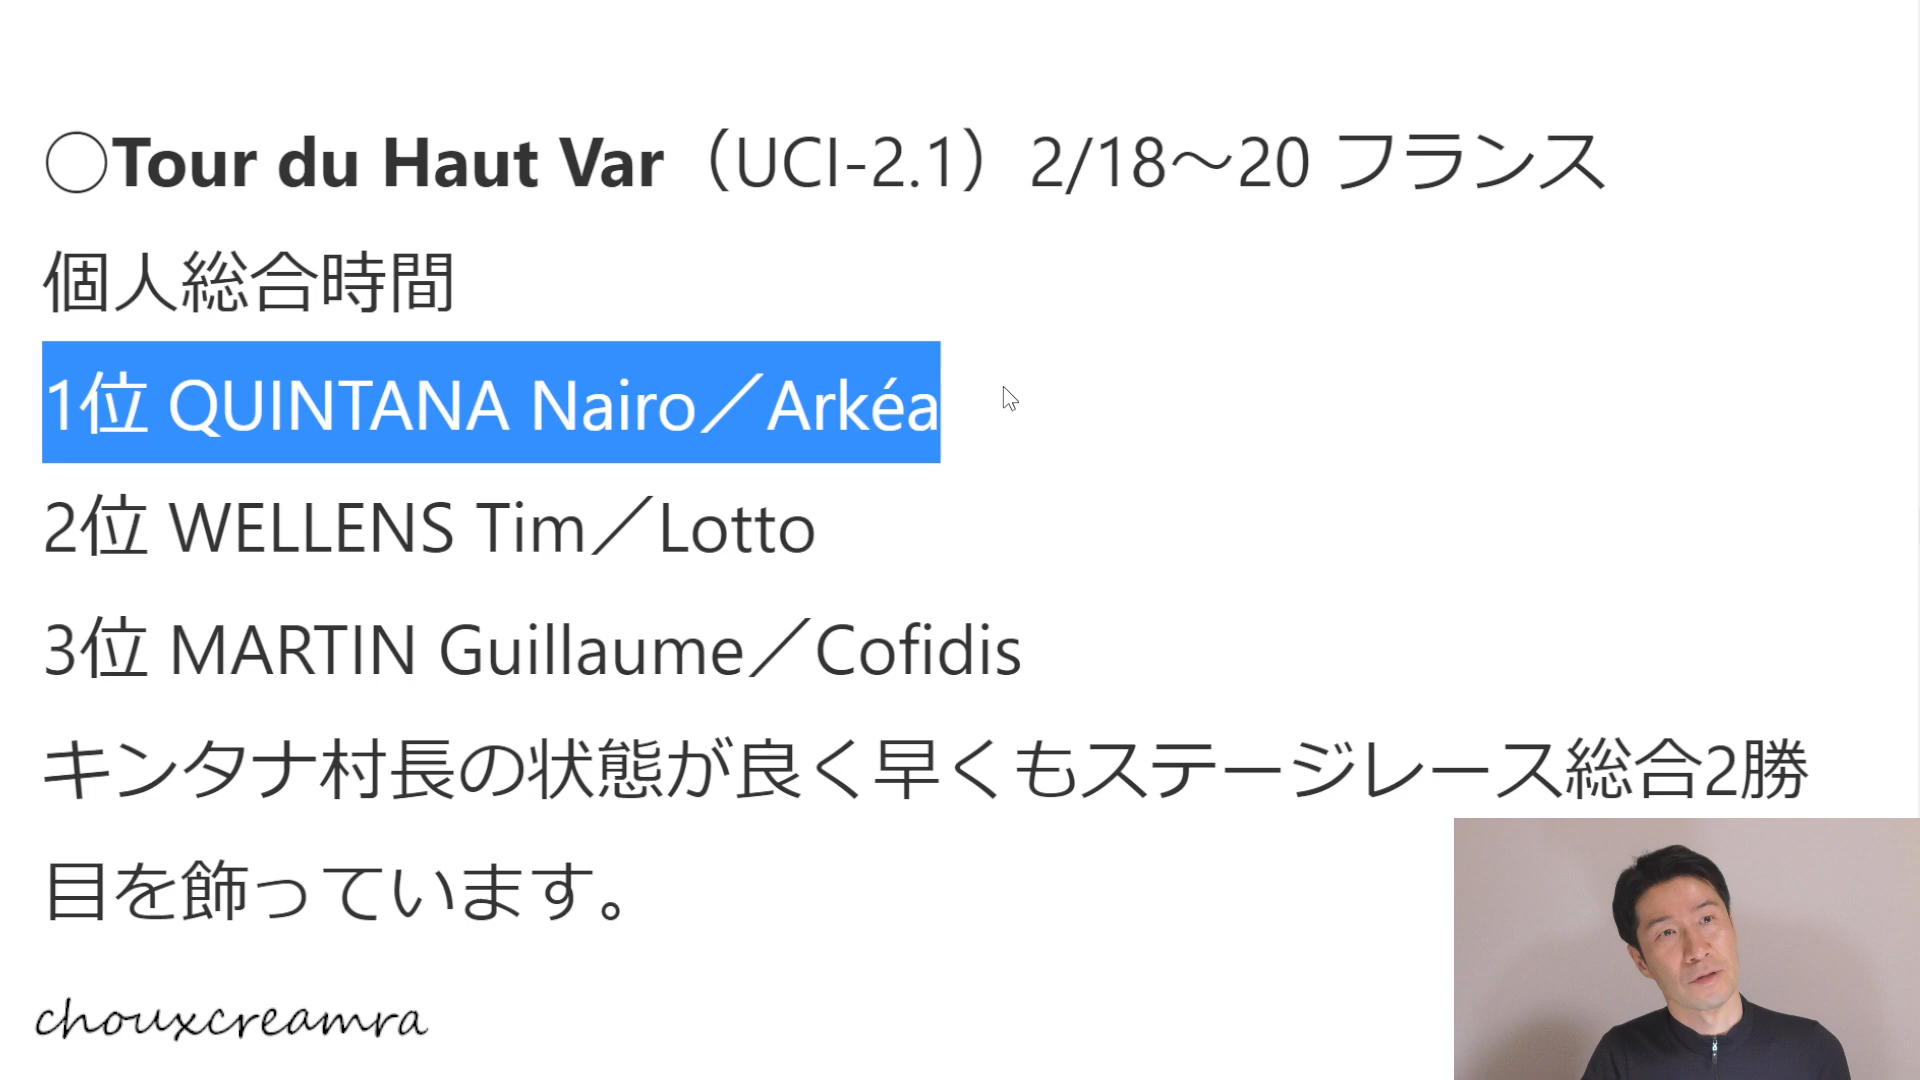 ◯Tour du Haut Var（UCI-2.1）2/18～20 フランス
個人総合時間
1位 QUINTANA Nairo／Arkéa
2位 WELLENS Tim／Lotto
3位 MARTIN Guillaume／Cofidis
キンタナ村長の状態が良く早くもステージレース総合2勝
目を飾っています。
chouxcreamra